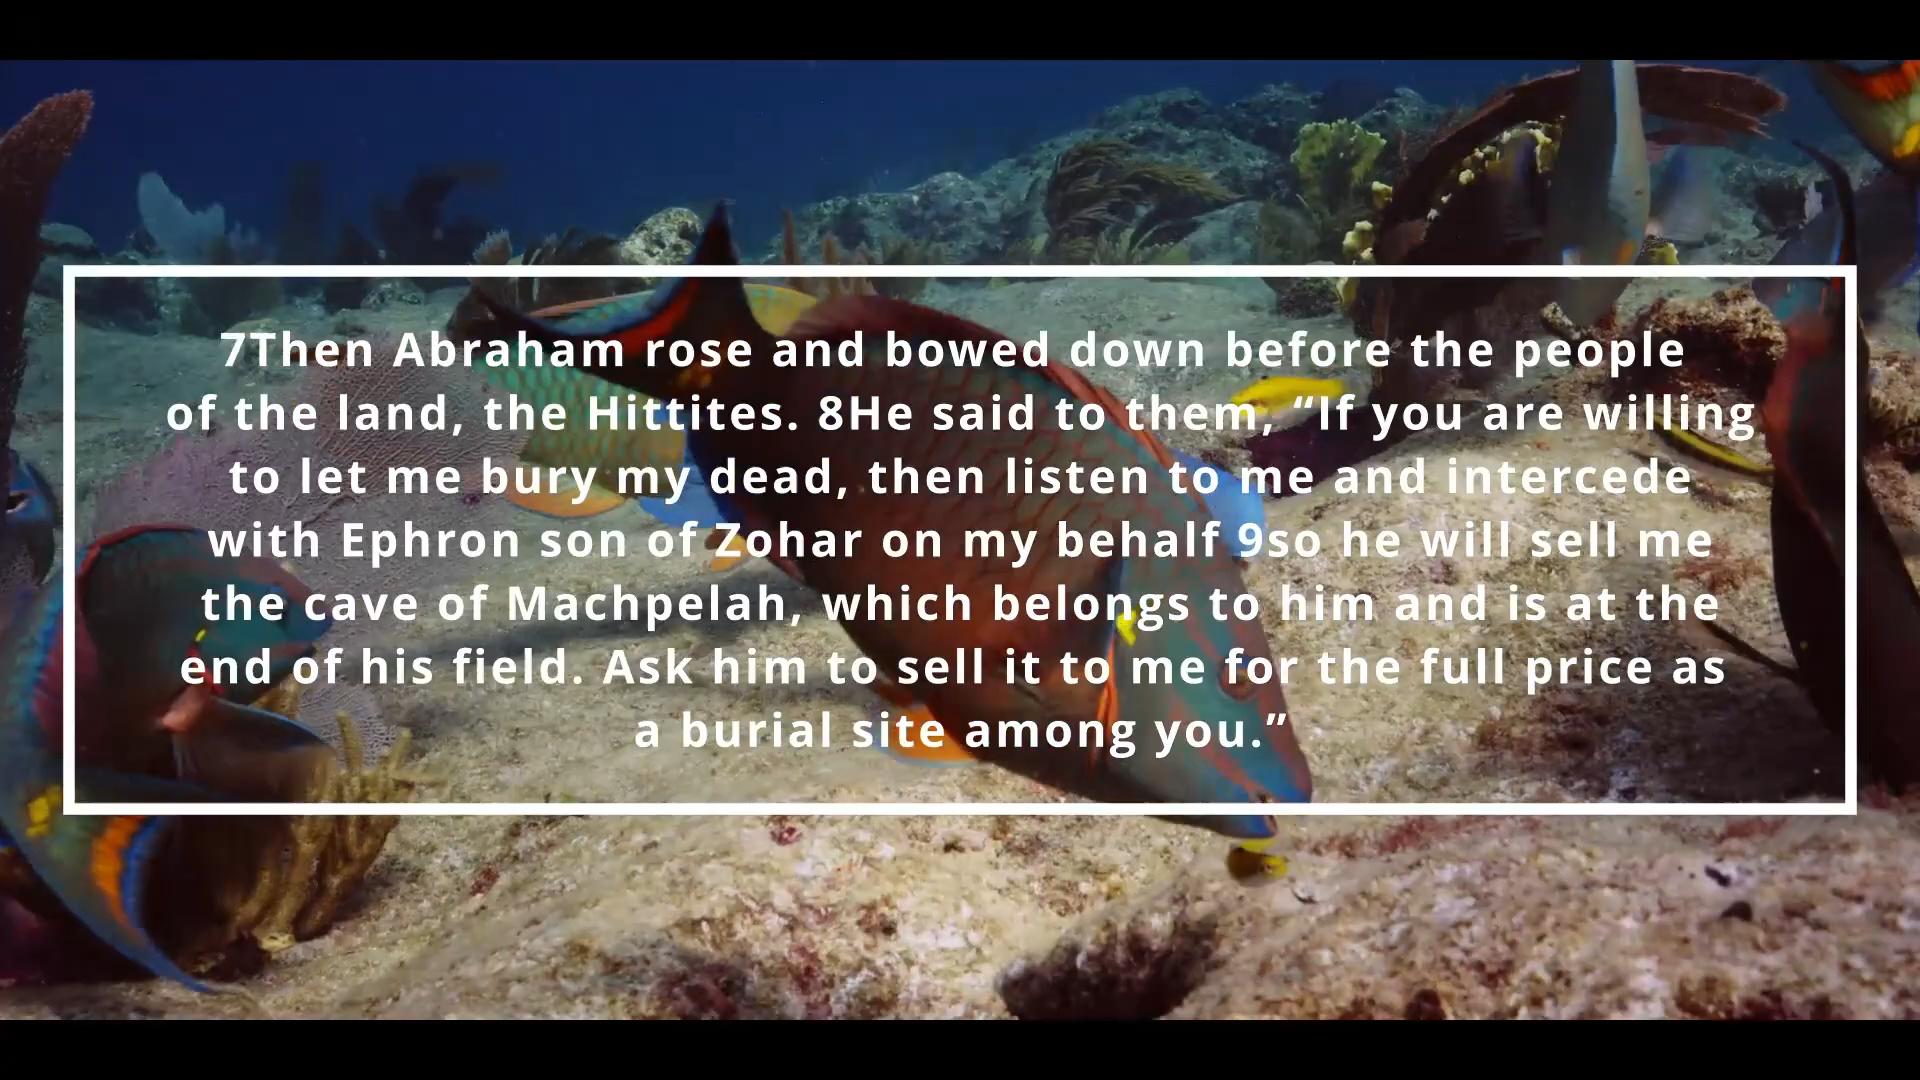 7Then Abraham rose and bowed down before the people
of the land, the Hittites. 8He said to them, “If you are willing
to let me bury my dead, then listen to me and intercede
with Ephron son of Zohar on my behalf 9so he will sell me
the cave of Machpelah, which belongs to him and is at the
end of his field. Ask him to sell it to me for the full price as
a burial site among you.”